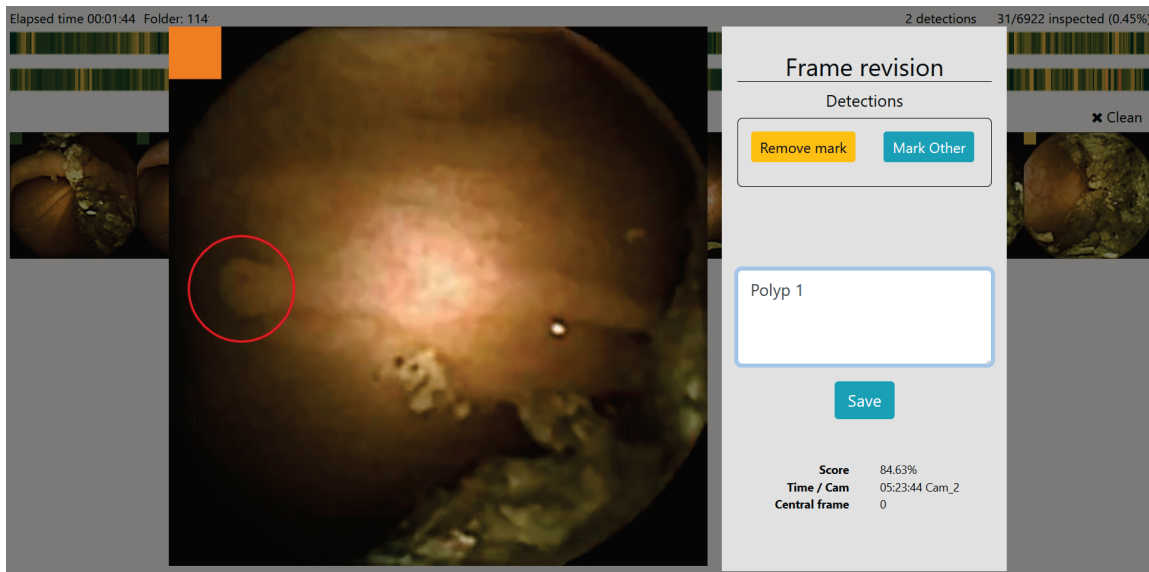 Elapsed time 00:01:44 Folder: 114
2 detections 31/6922 inspected (0.45%)
Frame revision
Detections
✖ Clean
Remove mark Mark Other
Polyp 1
Save
Score 84.63%
Time / Cam 05:23:44 Cam_2
Central frame 0